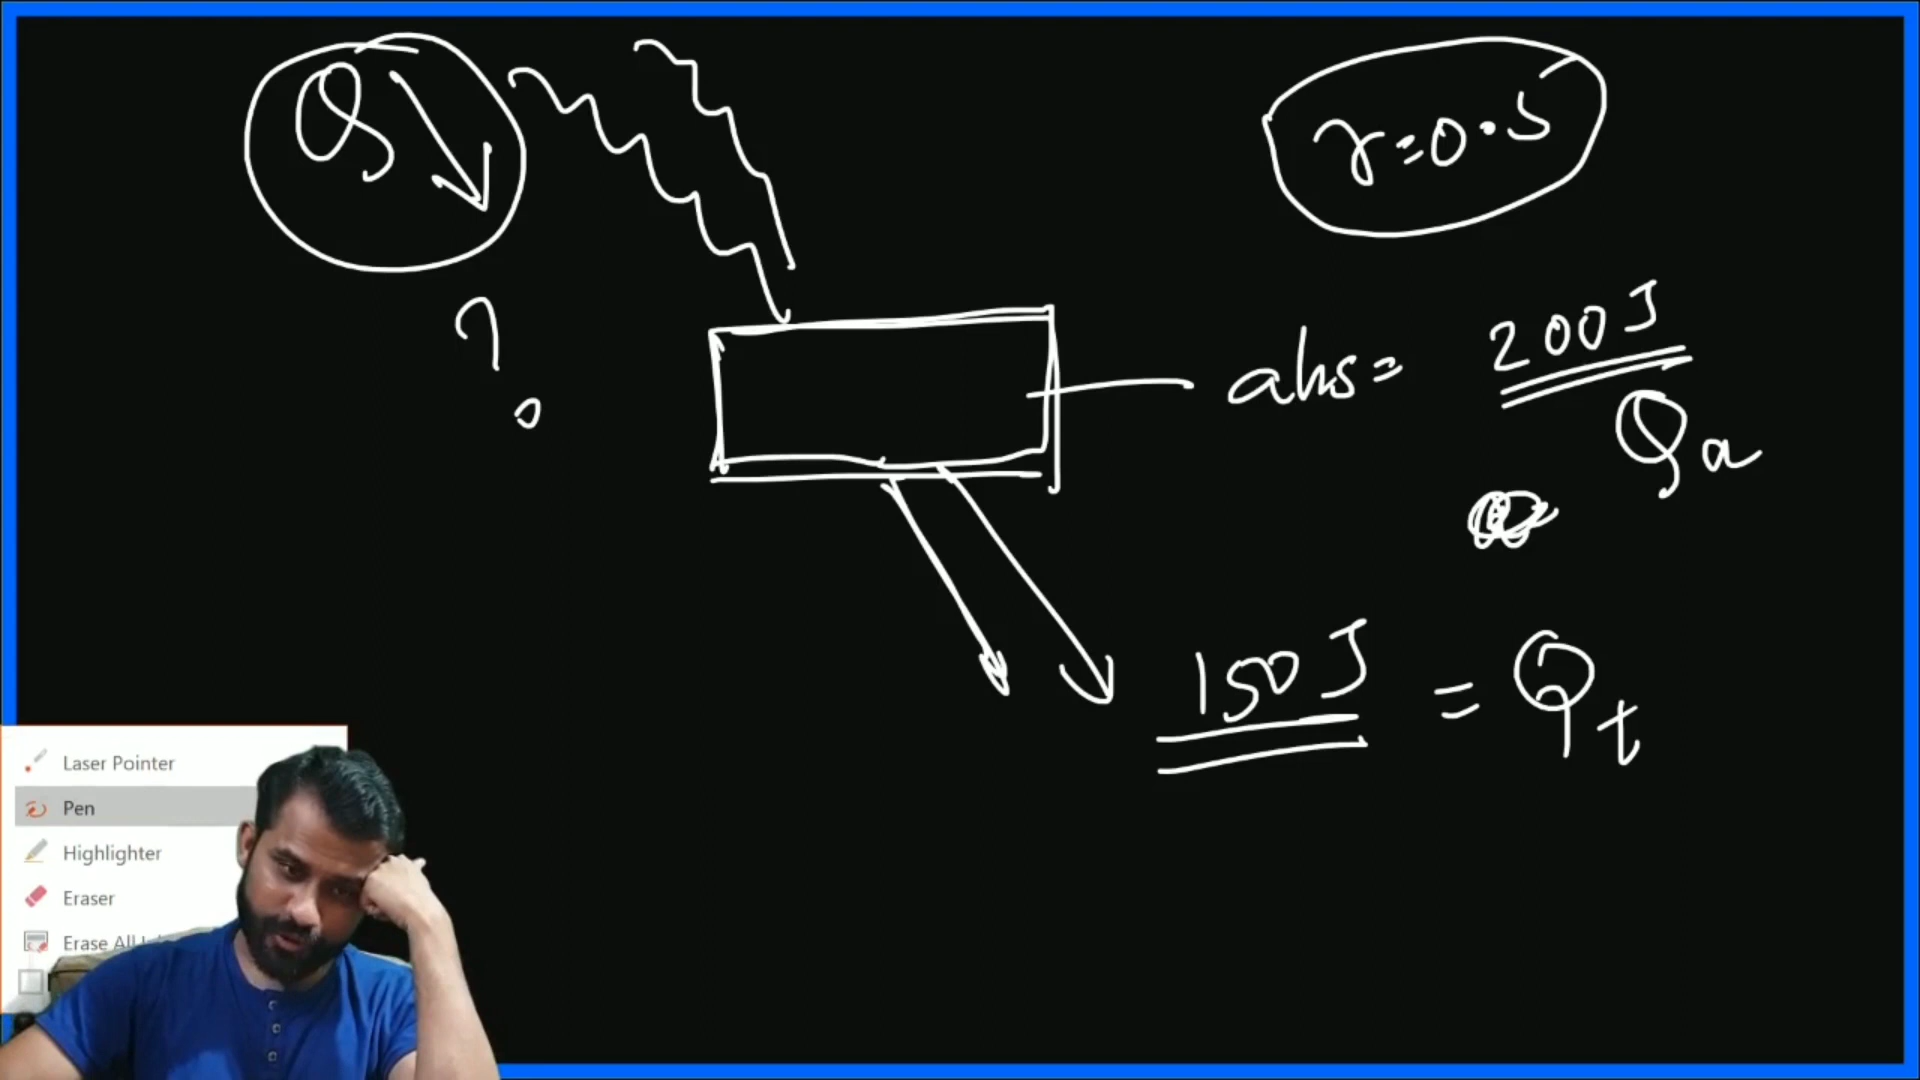 Q
r=0.5
?
abs= 200J
Qa
150J = Qt
Laser Pointer
Pen
Highlighter
Eraser
Erase All